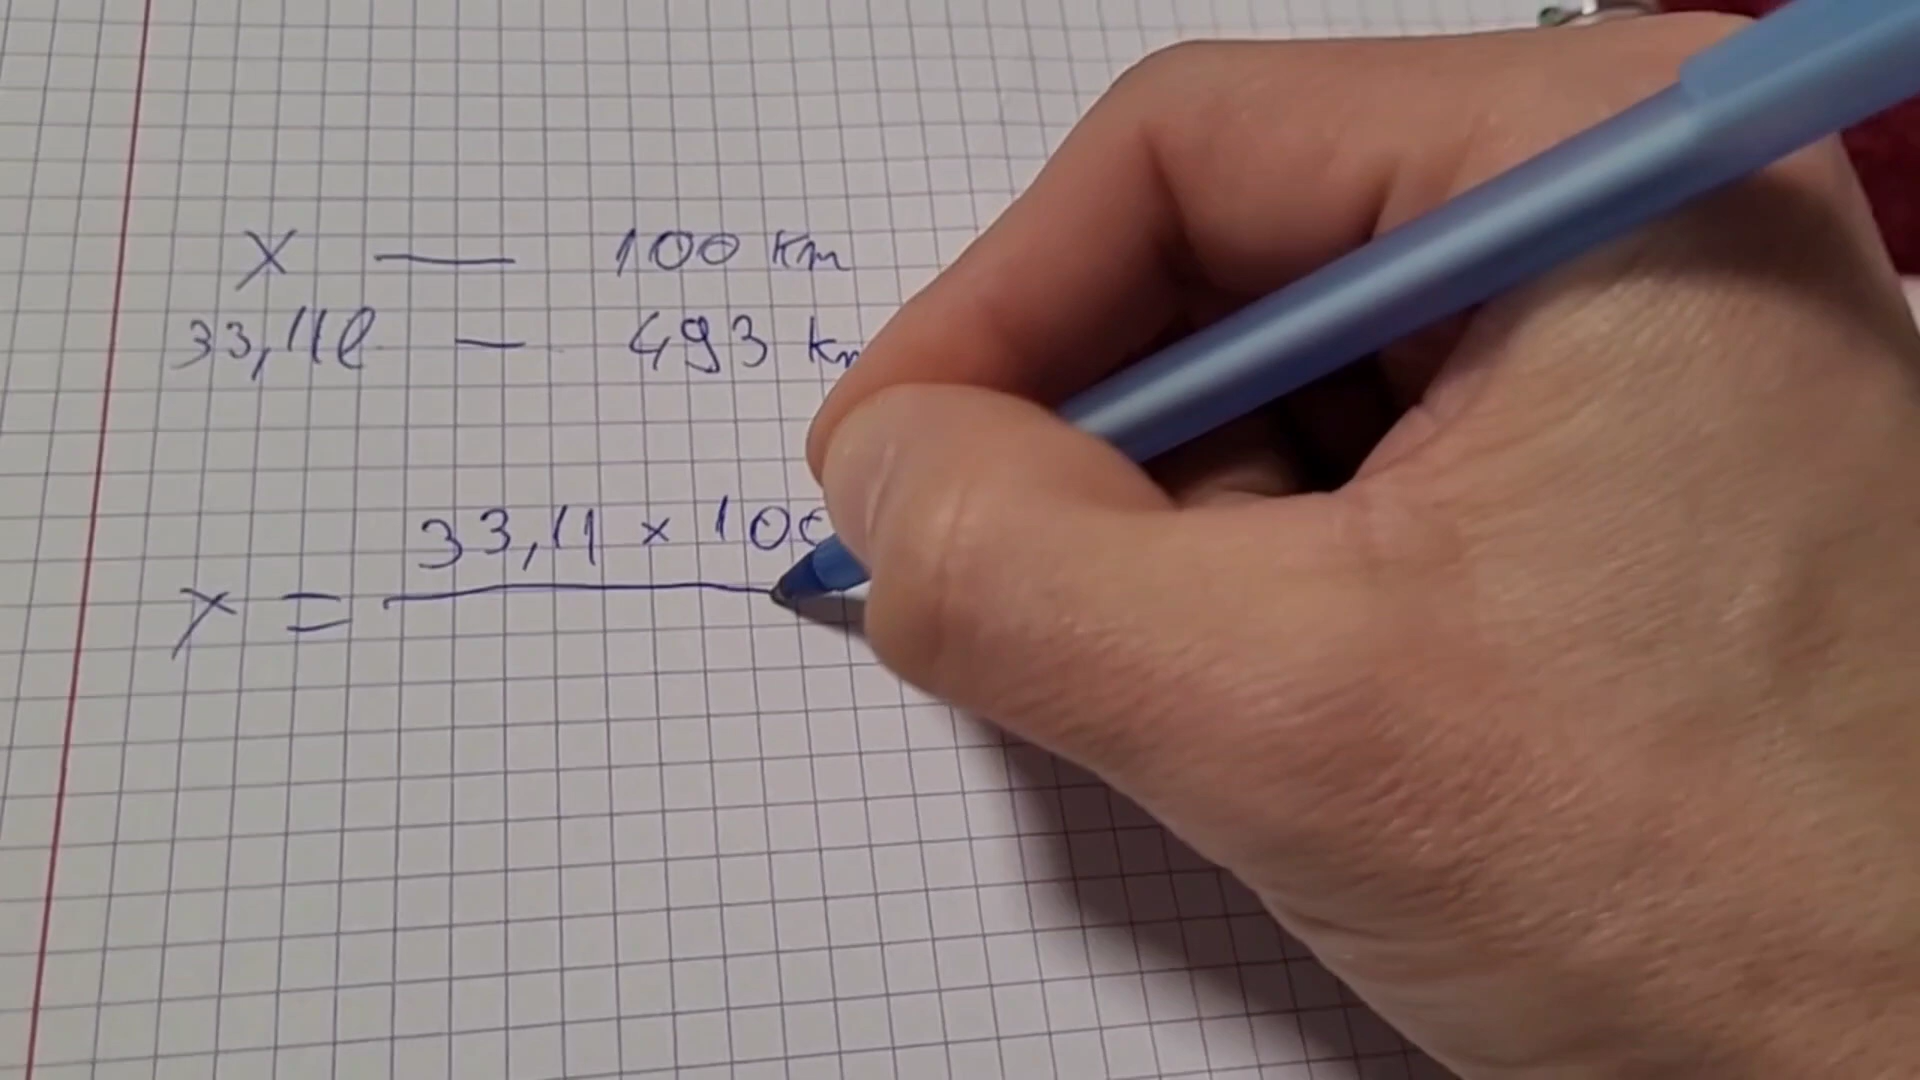 x — 100 km
33,11l — 493 km
x = 33,11 x 100